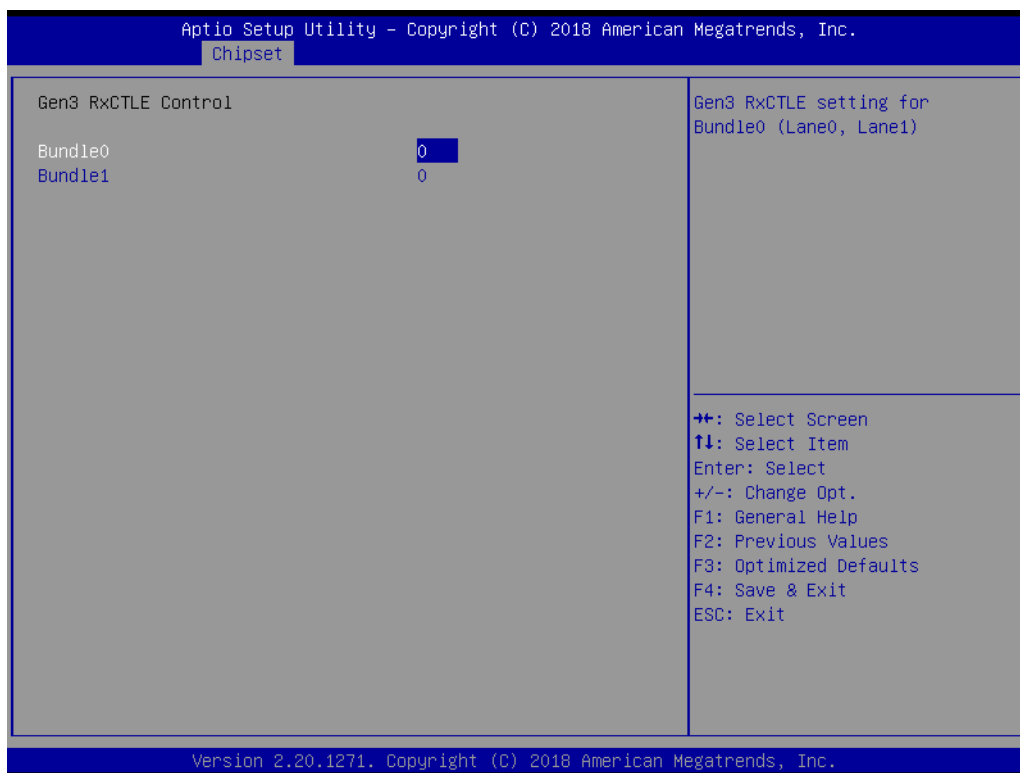 Aptio Setup Utility – Copyright (C) 2018 American Megatrends, Inc.
Chipset
Gen3 RxCTLE Control
Bundle0 0
Bundle1 0
Gen3 RxCTLE setting for
Bundle0 (Lane0, Lane1)
→←: Select Screen
↑↓: Select Item
Enter: Select
+/-: Change Opt.
F1: General Help
F2: Previous Values
F3: Optimized Defaults
F4: Save & Exit
ESC: Exit
Version 2.20.1271. Copyright (C) 2018 American Megatrends, Inc.